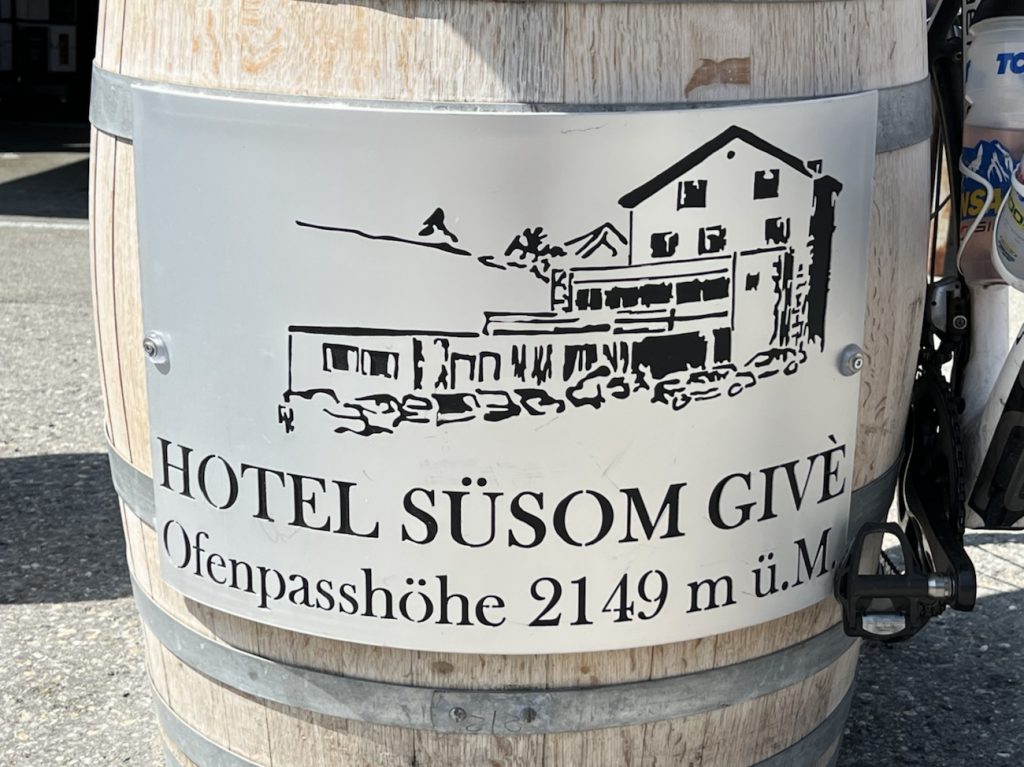 HOTEL SÜSOM GIVÈ
Ofenpasshöhe 2149 m ü.M.